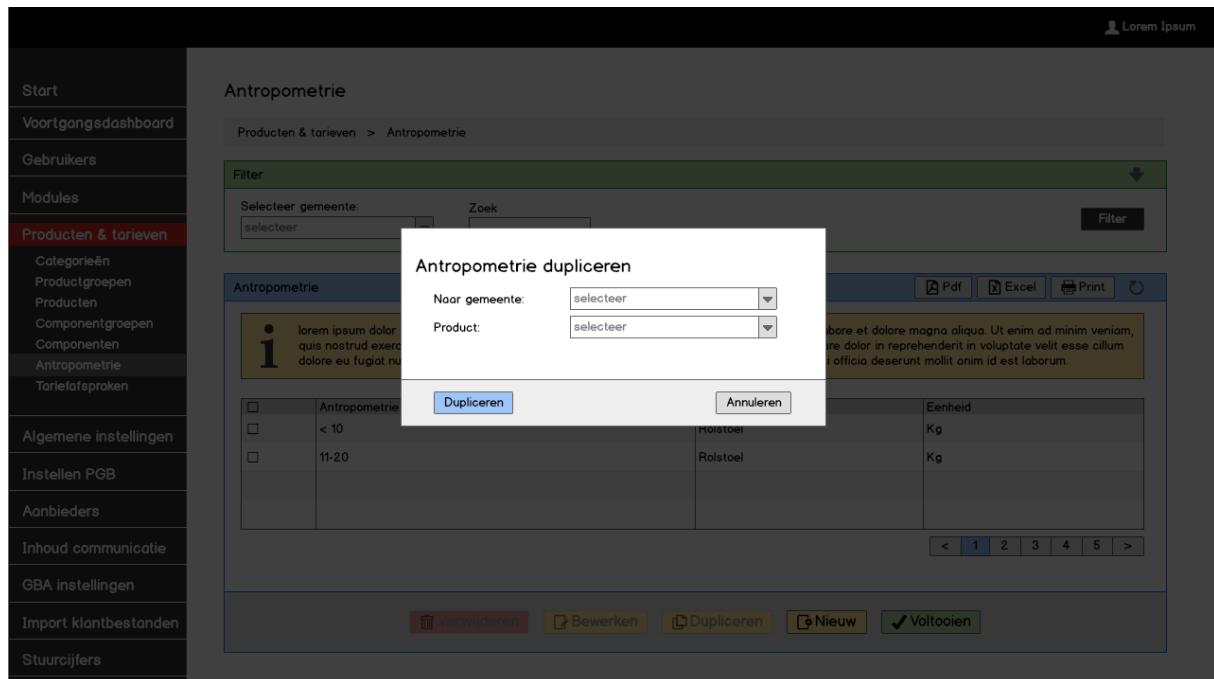 Lorem Ipsum
Start
Voortgangsdashboard
Gebruikers
Modules
Producten & tarieven
Categorieën
Productgroepen
Producten
Componentgroepen
Componenten
Antropometrie
Tariefafspraken
Algemene instellingen
Instellen PGB
Aanbieders
Inhoud communicatie
GBA instellingen
Import klantbestanden
Stuurcijfers
Antropometrie
Producten & tarieven > Antropometrie
Filter
Selecteer gemeente:
Zoek
selecteer
Filter
Antropometrie
Pdf
Excel
Print
lorem ipsum dolor
bore et dolore magna aliqua. Ut enim ad minim veniam,
quis nostrud exerc
ure dolor in reprehenderit in voluptate velit esse cillum
dolore eu fugiat nu
i officia deserunt mollit anim id est laborum.
Antropometrie dupliceren
Naar gemeente:
selecteer
Product:
selecteer
Dupliceren
Annuleren
Antropometrie
Eenheid
< 10
Rolstoel
Kg
11-20
Rolstoel
Kg
< 1 2 3 4 5 >
Verwijderen
Bewerken
Dupliceren
Nieuw
Voltooien